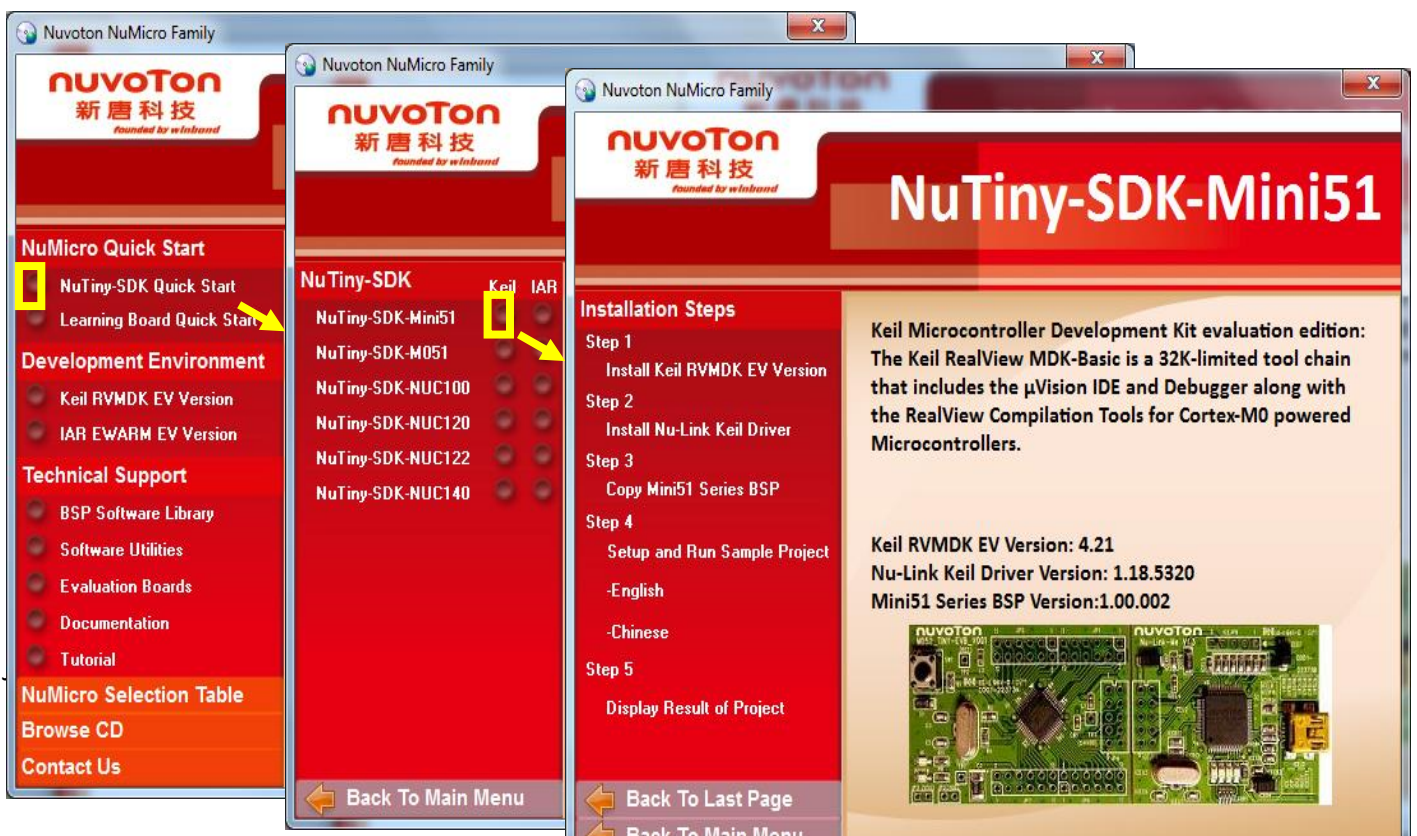 Nuvoton NuMicro Family
nuvoTon
新唐科技
founded by winbond
NuMicro Quick Start
NuTiny-SDK Quick Start
Learning Board Quick Start
Development Environment
Keil RVMDK EV Version
IAR EWARM EV Version
Technical Support
BSP Software Library
Software Utilities
Evaluation Boards
Documentation
Tutorial
NuMicro Selection Table
Browse CD
Contact Us
Nuvoton NuMicro Family
nuvoTon
新唐科技
founded by winbond
NuTiny-SDK Keil IAR
NuTiny-SDK-Mini51
NuTiny-SDK-M051
NuTiny-SDK-NUC100
NuTiny-SDK-NUC120
NuTiny-SDK-NUC122
NuTiny-SDK-NUC140
Back To Main Menu
Nuvoton NuMicro Family
nuvoTon
新唐科技
founded by winbond
NuTiny-SDK-Mini51
Installation Steps
Step 1
Install Keil RVMDK EV Version
Step 2
Install Nu-Link Keil Driver
Step 3
Copy Mini51 Series BSP
Step 4
Setup and Run Sample Project
-English
-Chinese
Step 5
Display Result of Project
Back To Last Page
Back To Main Menu
Keil Microcontroller Development Kit evaluation edition:
The Keil RealView MDK-Basic is a 32K-limited tool chain
that includes the µVision IDE and Debugger along with
the RealView Compilation Tools for Cortex-M0 powered
Microcontrollers.
Keil RVMDK EV Version: 4.21
Nu-Link Keil Driver Version: 1.18.5320
Mini51 Series BSP Version:1.00.002
nuvoTon
nuvoTon